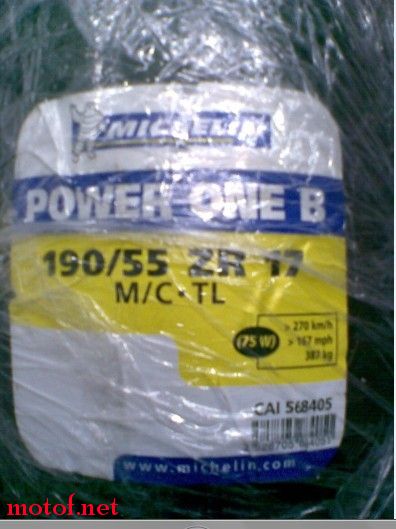 MICHELIN
POWER ONE B
190/55 ZR 17
M/C · TL
(75W)
> 270 km/h
> 167 mph
387 kg
CAI 568405
www.michelin.com
motof.net